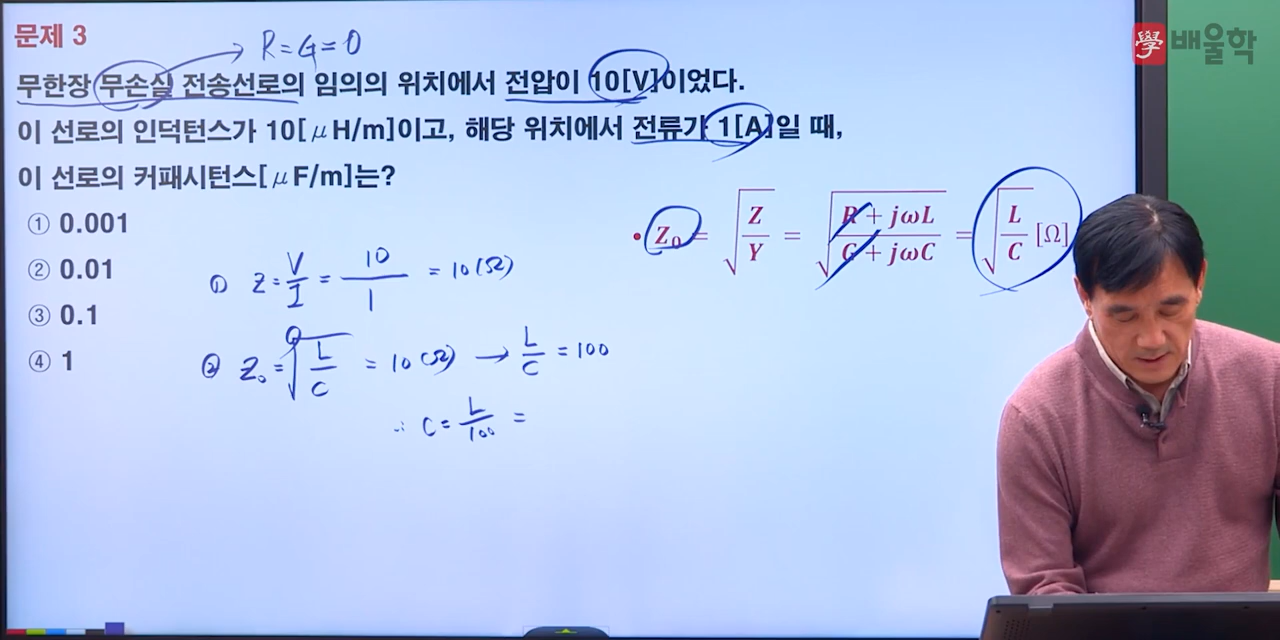 문제 3
R=G=0
學 배울학
무한장 무손실 전송선로의 임의의 위치에서 전압이 10[V]이었다.
이 선로의 인덕턴스가 10[μH/m]이고, 해당 위치에서 전류가 1[A]일 때,
이 선로의 커패시턴스[μF/m]는?
① 0.001
② 0.01
③ 0.1
④ 1
• Z₀ = √(Z/Y) = √((R + jωL)/(G + jωC)) = √(L/C) [Ω]
① Z = V/I = 10/1 = 10(Ω)
② Z₀ = √(L/C) = 10(Ω) → L/C = 100
∴ C = L/100 =